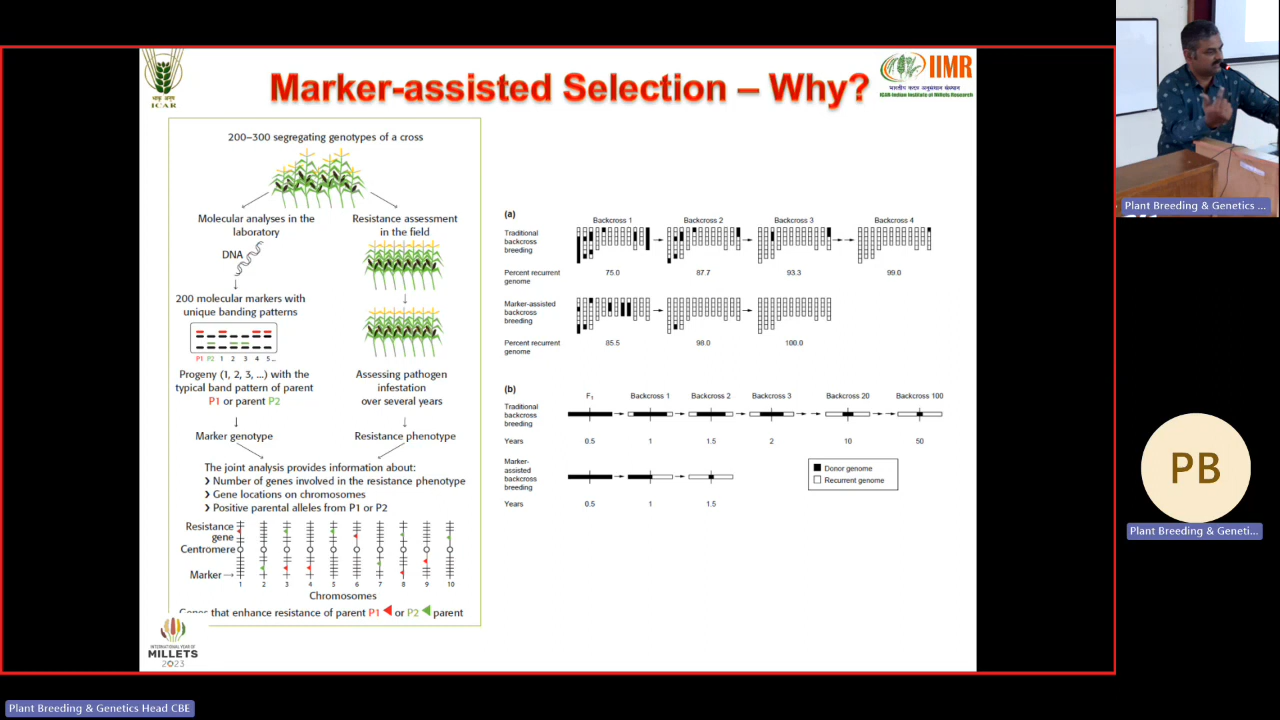 Marker-assisted Selection – Why?
ICAR
IIMR
ICAR-Indian Institute of Millets Research
200–300 segregating genotypes of a cross
Molecular analyses in the
laboratory
Resistance assessment
in the field
DNA
200 molecular markers with
unique banding patterns
P1 P2 1 2 3 4 5 ...
Progeny (1, 2, 3, ...) with the
typical band pattern of parent
P1 or parent P2
Assessing pathogen
infestation
over several years
Marker genotype
Resistance phenotype
The joint analysis provides information about:
Number of genes involved in the resistance phenotype
Gene locations on chromosomes
Positive parental alleles from P1 or P2
Resistance
gene
Centromere
Marker
1 2 3 4 5 6 7 8 9 10
Chromosomes
Genes that enhance resistance of parent P1 or P2 parent
INTERNATIONAL YEAR OF
MILLETS
2023
(a)
Backcross 1 Backcross 2 Backcross 3 Backcross 4
Traditional
backcross
breeding
Percent recurrent
genome
75.0 87.7 93.3 99.0
Marker-assisted
backcross
breeding
Percent recurrent
genome
85.5 98.0 100.0
(b)
F1 Backcross 1 Backcross 2 Backcross 3 Backcross 20 Backcross 100
Traditional
backcross
breeding
Years
0.5 1 1.5 2 10 50
Marker-
assisted
backcross
breeding
Years
0.5 1 1.5
Donor genome
Recurrent genome
Plant Breeding & Genetics ...
PB
Plant Breeding & Geneti...
Plant Breeding & Genetics Head CBE